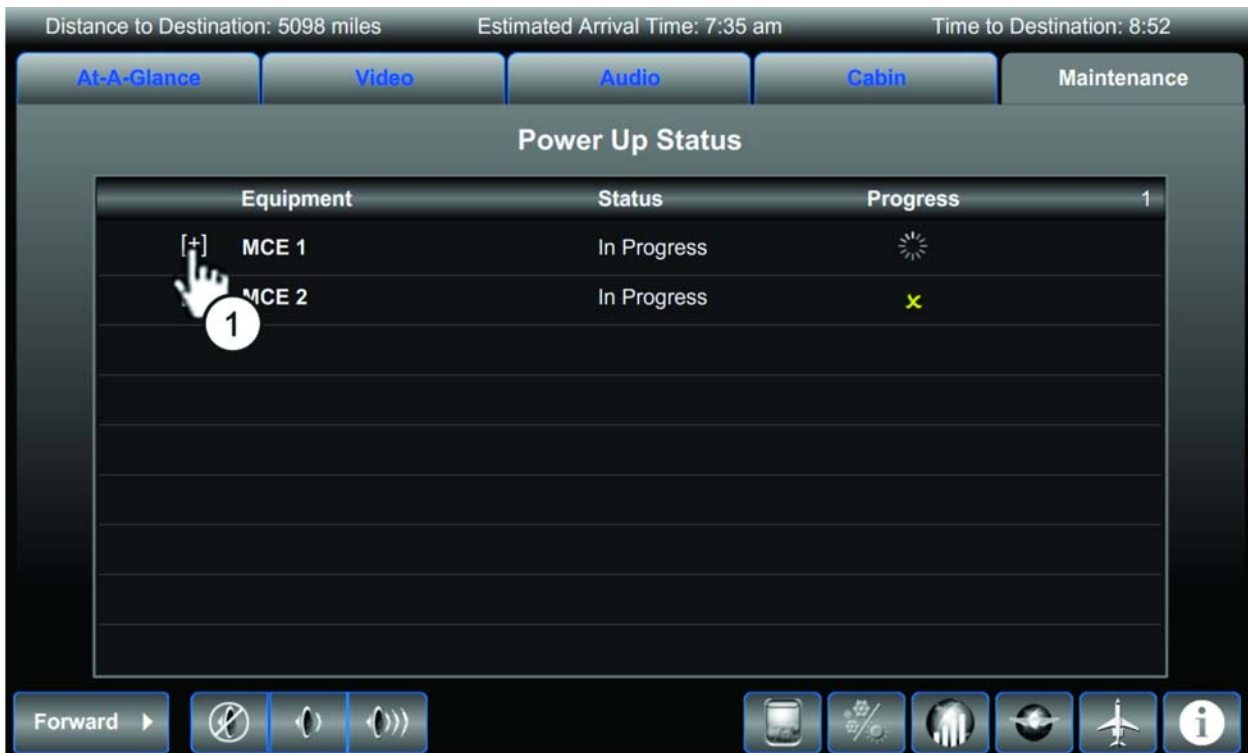 Distance to Destination: 5098 miles Estimated Arrival Time: 7:35 am Time to Destination: 8:52
At-A-Glance Video Audio Cabin Maintenance
Power Up Status
Equipment Status Progress 1
[+] MCE 1 In Progress
MCE 2 In Progress
1
Forward
i